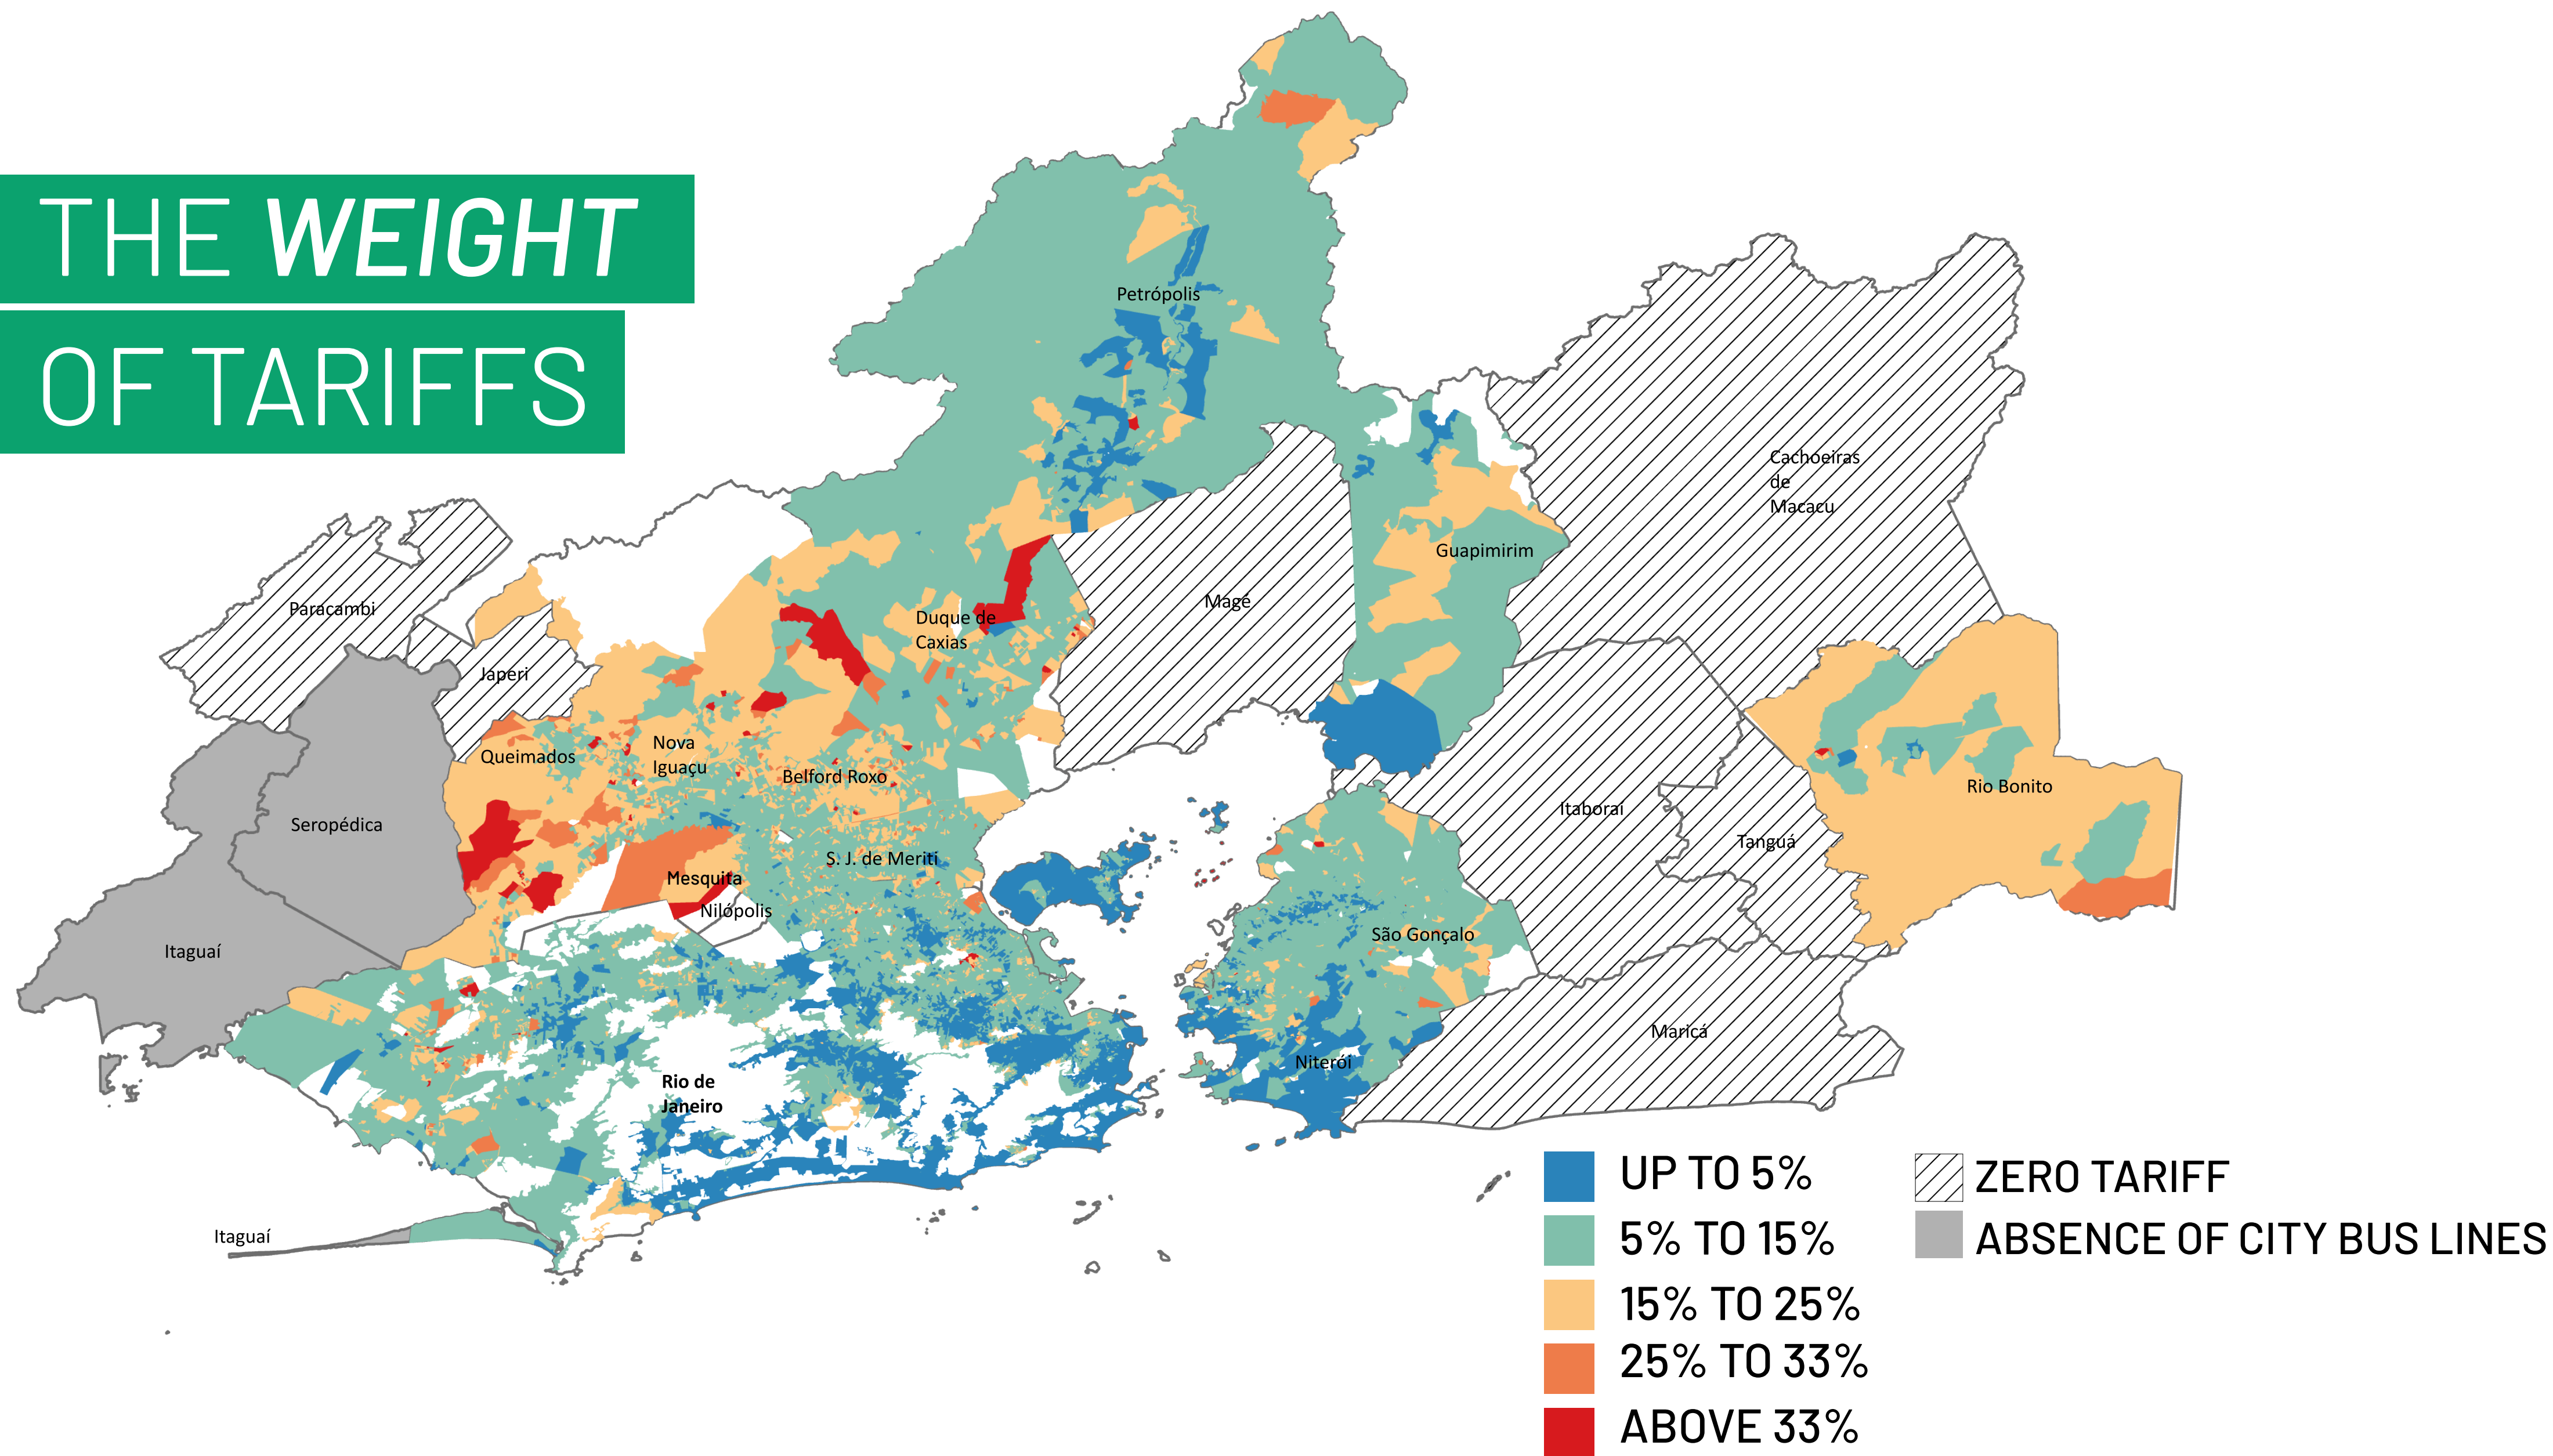 THE WEIGHT
OF TARIFFS
Petrópolis
Cachoeiras
de
Macacu
Guapimirim
Paracambi
Magé
Duque de
Caxias
Japeri
Queimados
Nova
Iguaçu
Belford Roxo
Rio Bonito
Seropédica
Itaboraí
Tanguá
S. J. de Meriti
Mesquita
Nilópolis
São Gonçalo
Itaguaí
Maricá
Niterói
Rio de
Janeiro
Itaguaí
UP TO 5%
5% TO 15%
15% TO 25%
25% TO 33%
ABOVE 33%
ZERO TARIFF
ABSENCE OF CITY BUS LINES